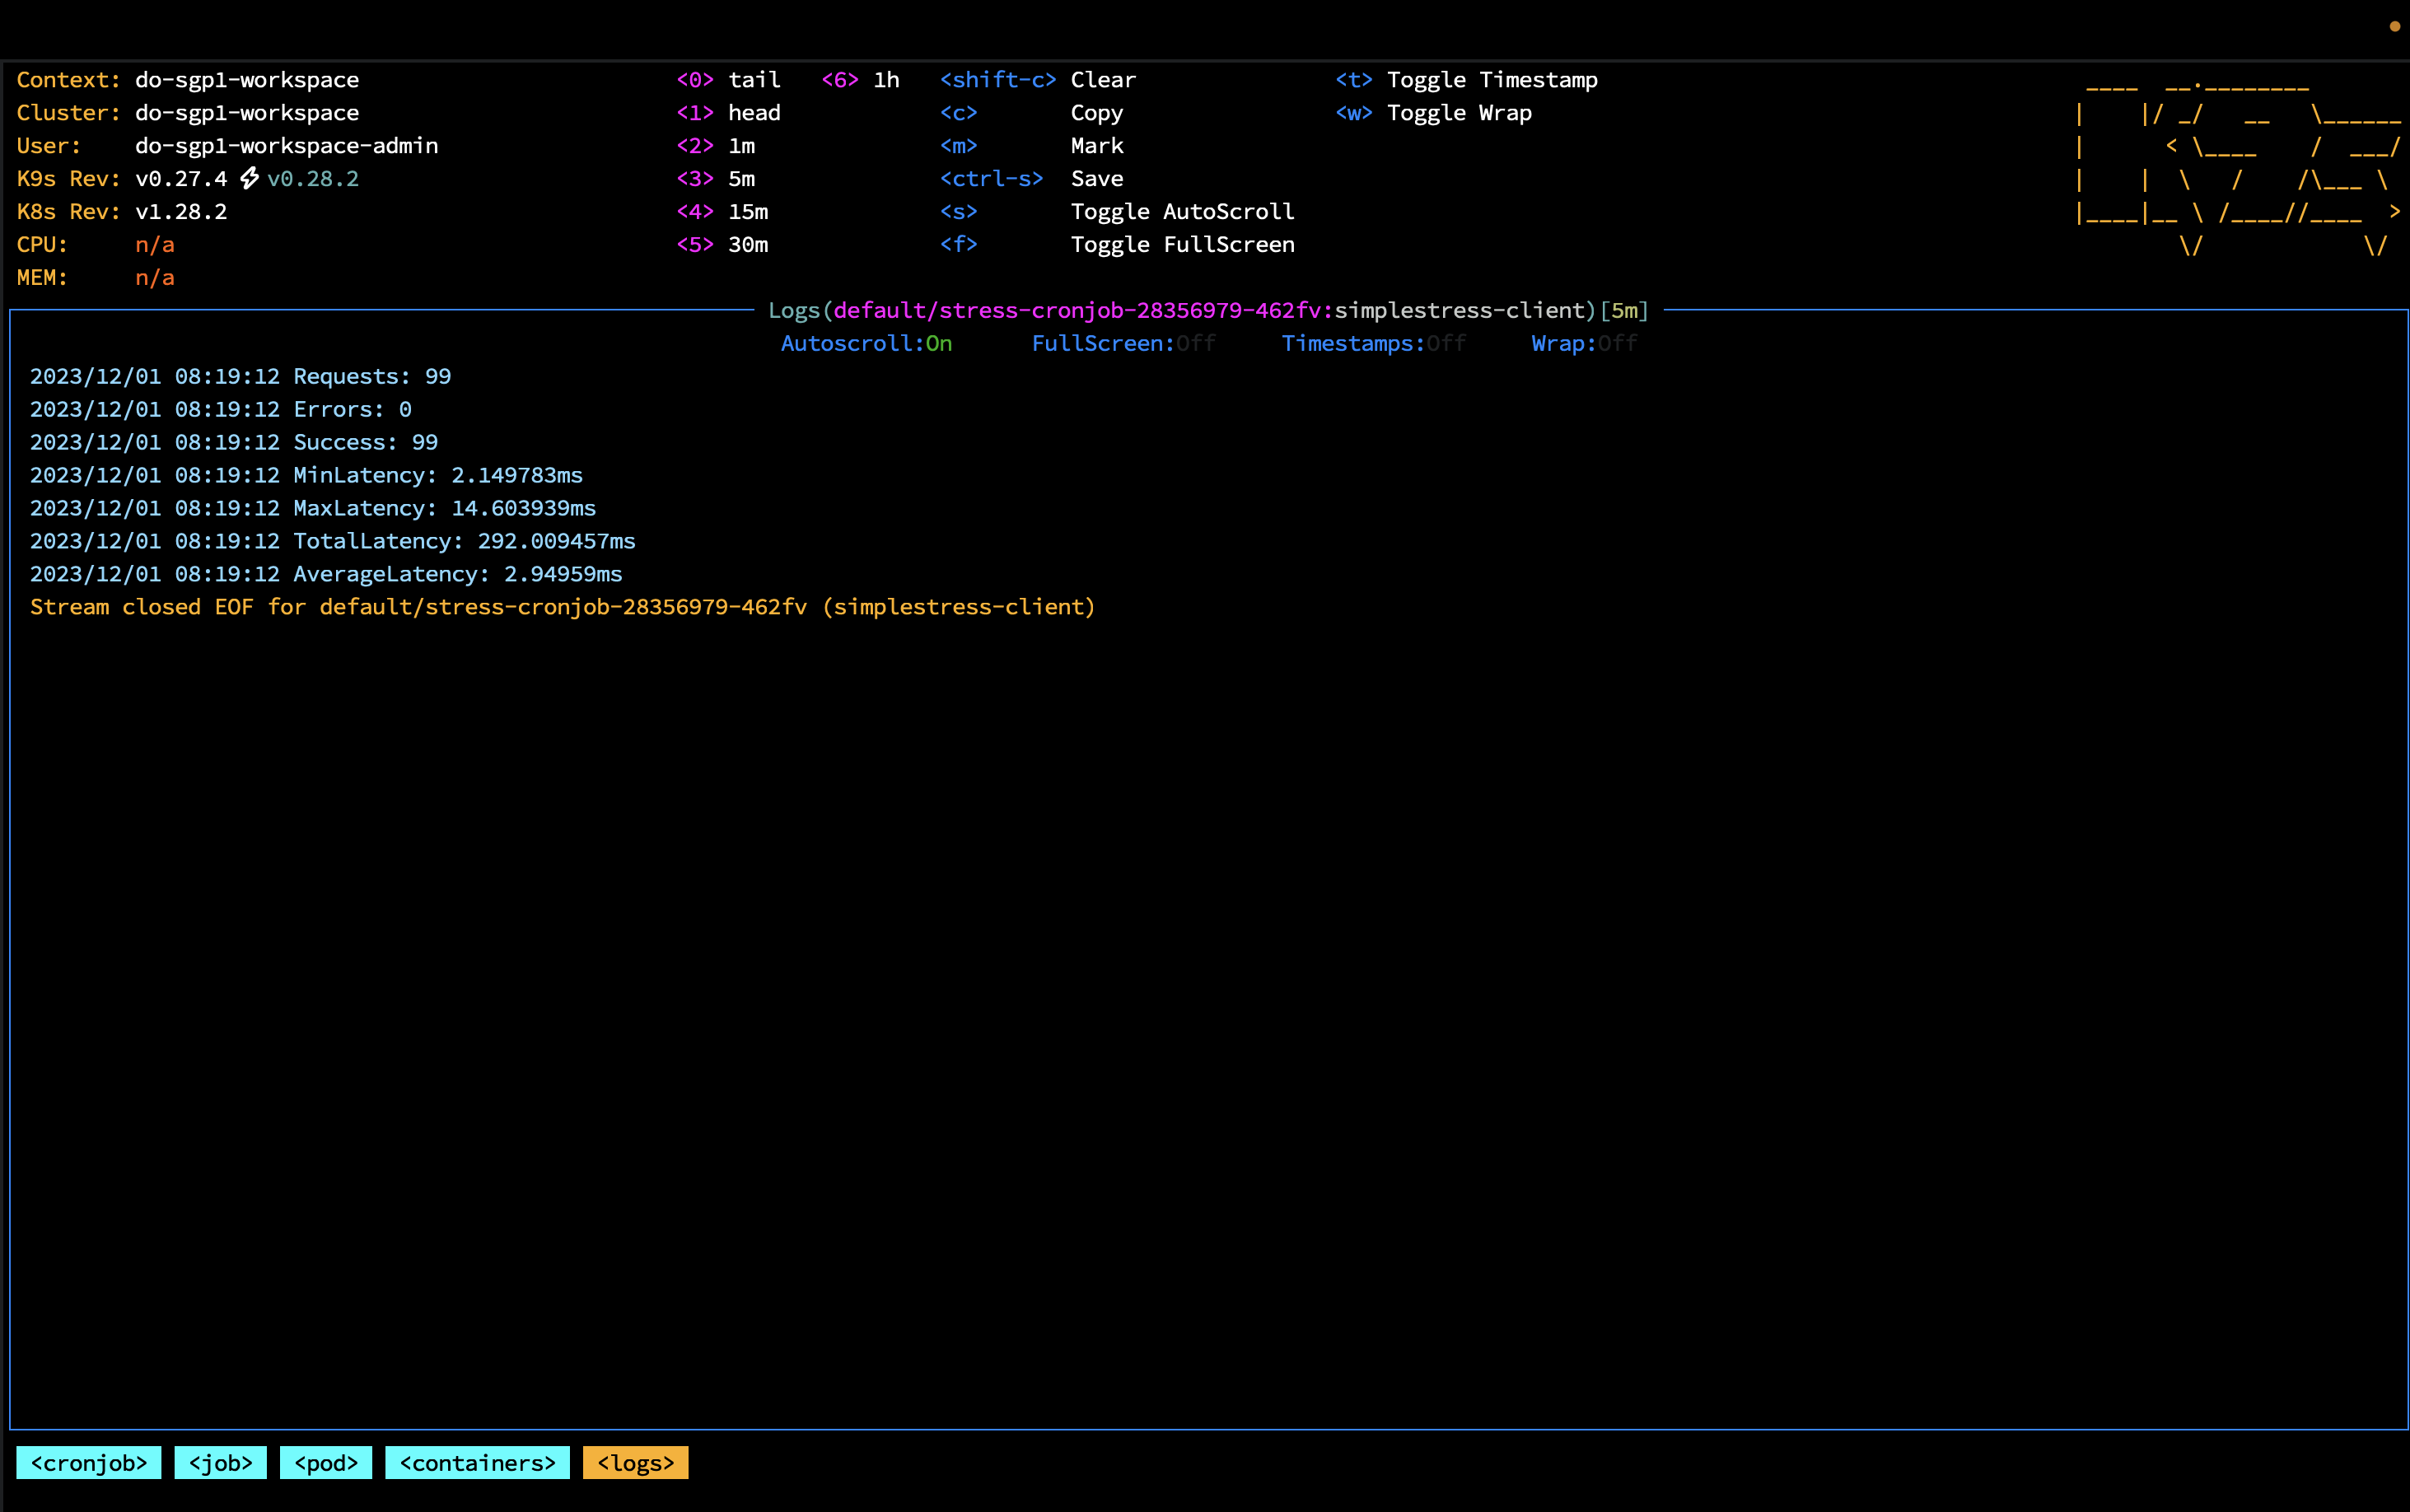 Context: do-sgp1-workspace <0> tail <6> 1h <shift-c> Clear <t> Toggle Timestamp
Cluster: do-sgp1-workspace <1> head <c> Copy <w> Toggle Wrap
User: do-sgp1-workspace-admin <2> 1m <m> Mark
K9s Rev: v0.27.4 ⚡ v0.28.2 <3> 5m <ctrl-s> Save
K8s Rev: v1.28.2 <4> 15m <s> Toggle AutoScroll
CPU: n/a <5> 30m <f> Toggle FullScreen
MEM: n/a
Logs(default/stress-cronjob-28356979-462fv:simplestress-client)[5m]
Autoscroll:On FullScreen:Off Timestamps:Off Wrap:Off
2023/12/01 08:19:12 Requests: 99
2023/12/01 08:19:12 Errors: 0
2023/12/01 08:19:12 Success: 99
2023/12/01 08:19:12 MinLatency: 2.149783ms
2023/12/01 08:19:12 MaxLatency: 14.603939ms
2023/12/01 08:19:12 TotalLatency: 292.009457ms
2023/12/01 08:19:12 AverageLatency: 2.94959ms
Stream closed EOF for default/stress-cronjob-28356979-462fv (simplestress-client)
<cronjob> <job> <pod> <containers> <logs>